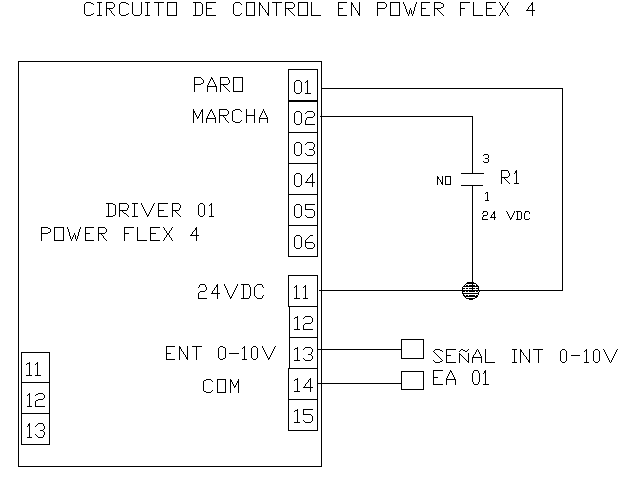 CIRCUITO DE CONTROL EN POWER FLEX 4
PARO 01
MARCHA 02
03
04
05
06
3
NO R1
1
24 VDC
DRIVER 01
POWER FLEX 4
24VDC 11
12
ENT 0-10V 13
COM 14
15
SEÑAL INT 0-10V
EA 01
11
12
13